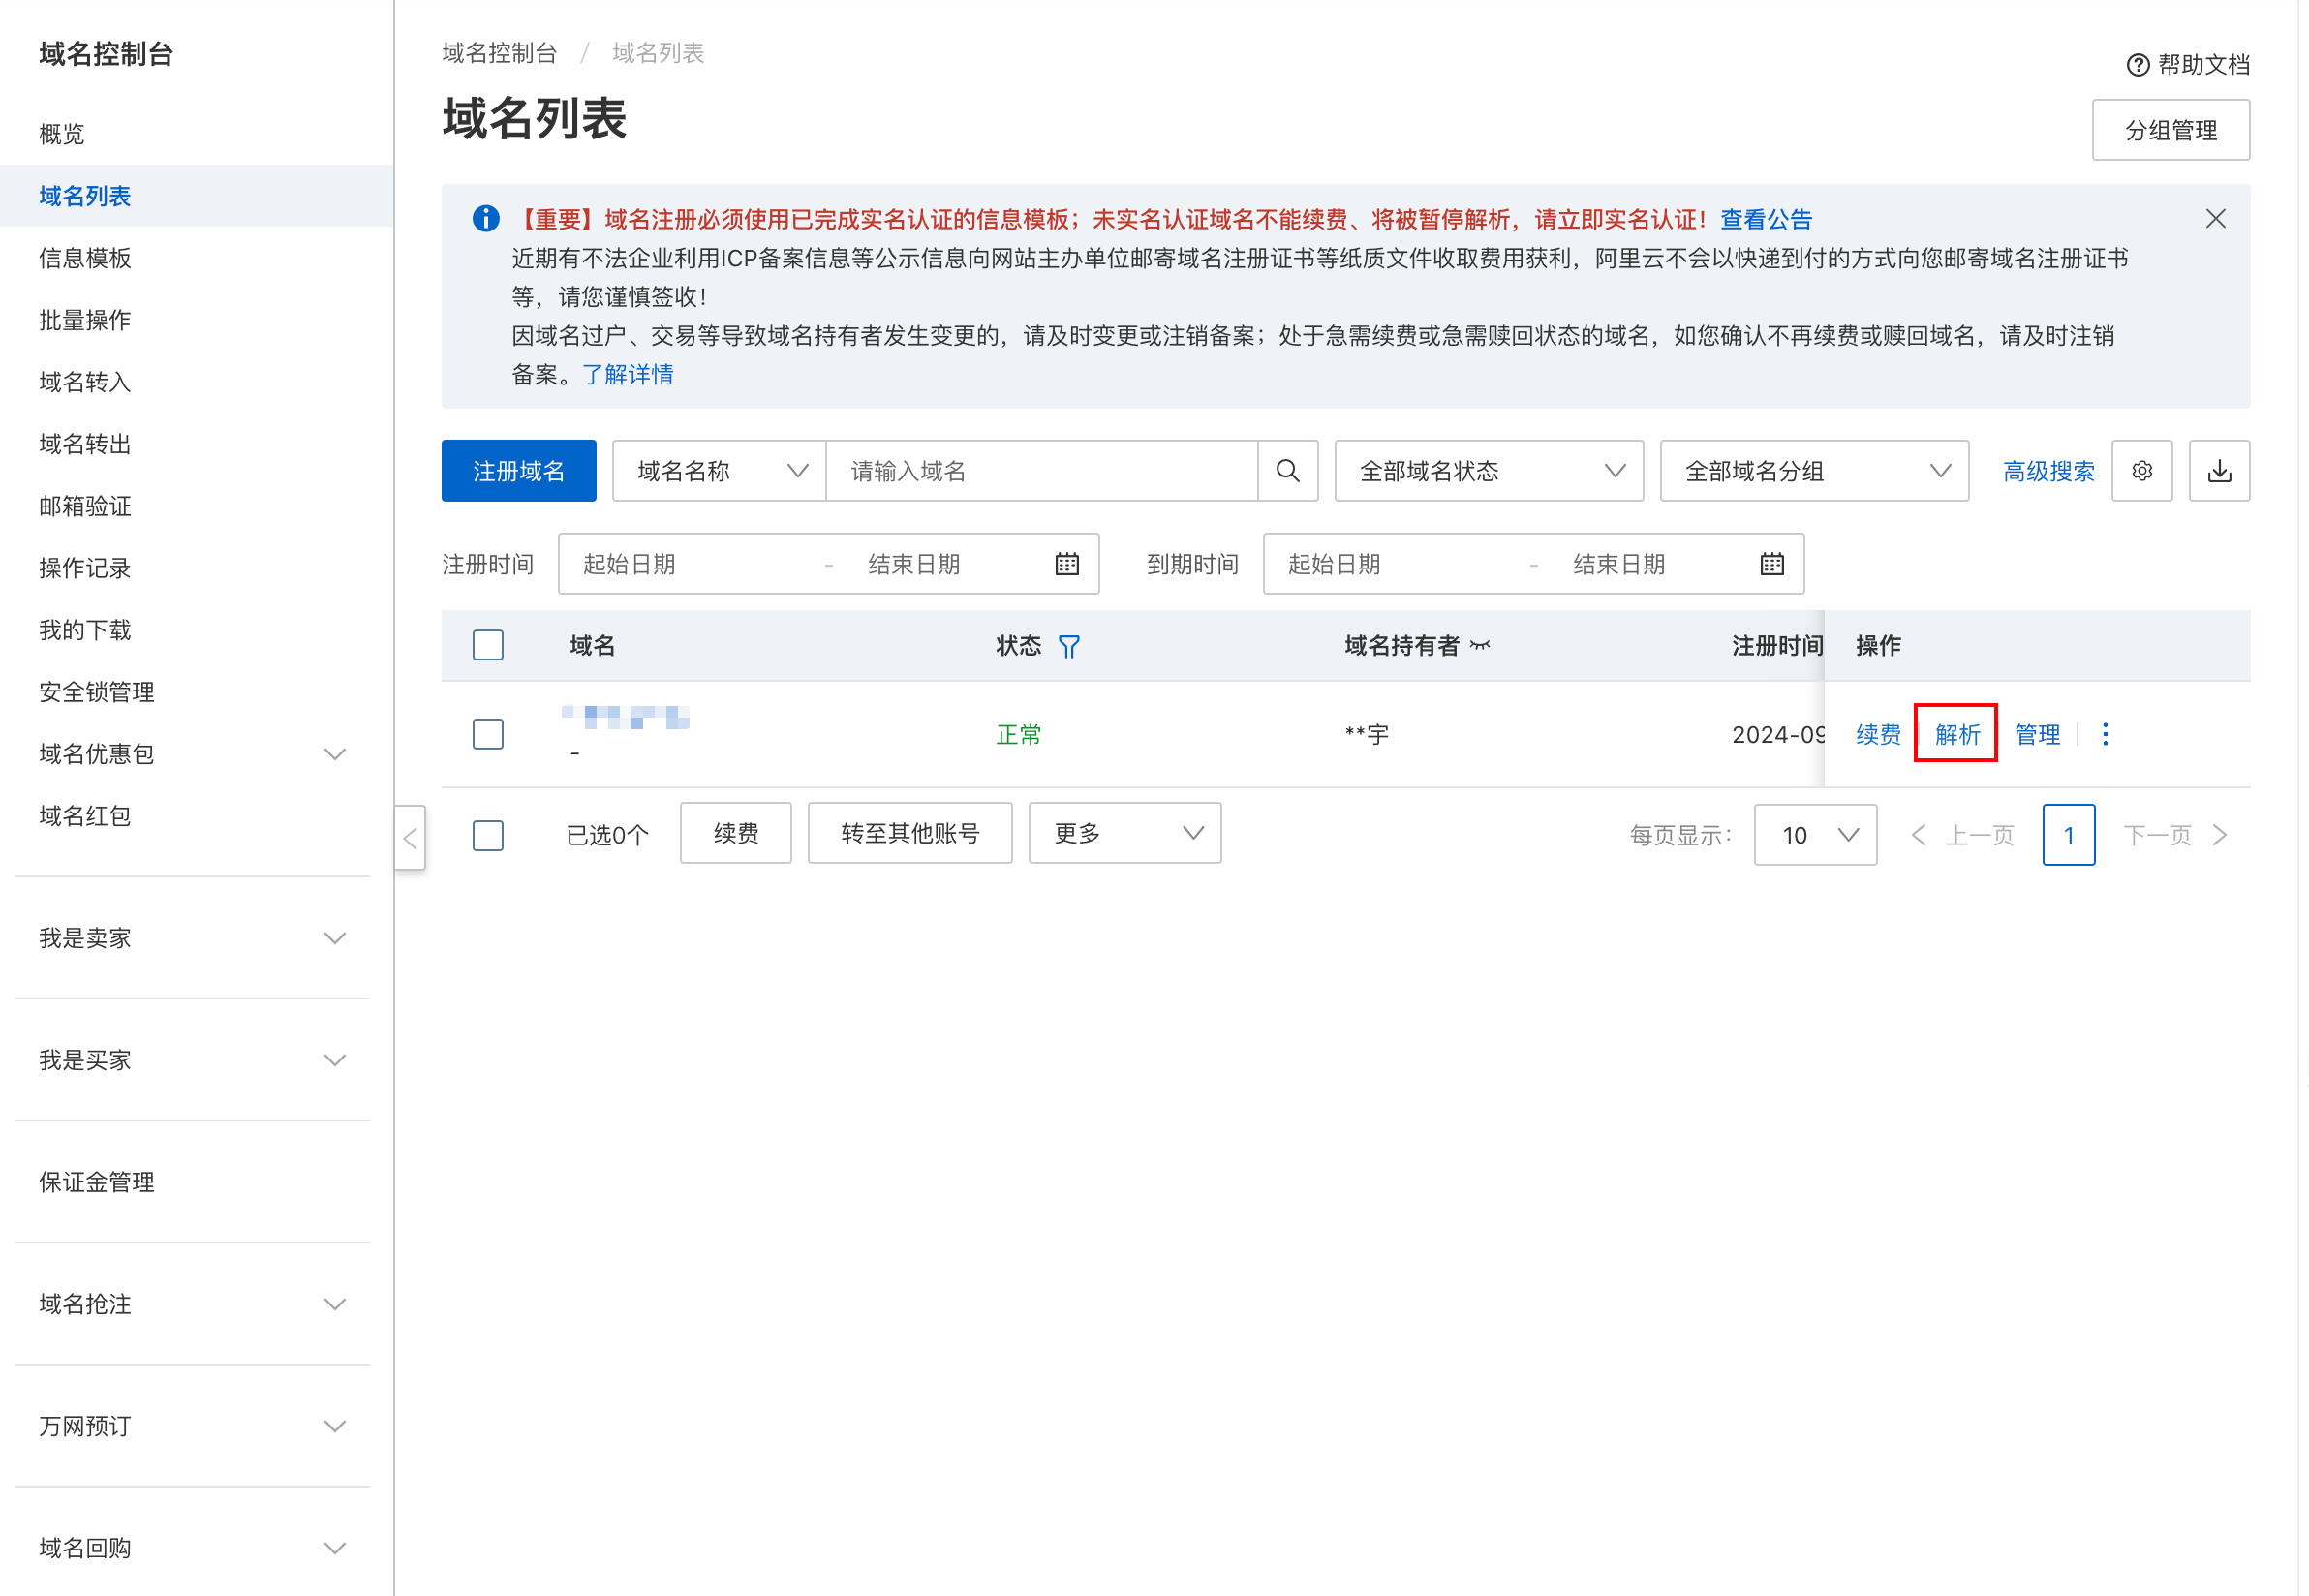 域名控制台
概览
域名列表
信息模板
批量操作
域名转入
域名转出
邮箱验证
操作记录
我的下载
安全锁管理
域名优惠包
域名红包
我是卖家
我是买家
保证金管理
域名抢注
万网预订
域名回购
域名控制台 / 域名列表
帮助文档
域名列表
分组管理
【重要】域名注册必须使用已完成实名认证的信息模板；未实名认证域名不能续费、将被暂停解析，请立即实名认证！查看公告
近期有不法企业利用ICP备案信息等公示信息向网站主办单位邮寄域名注册证书等纸质文件收取费用获利，阿里云不会以快递到付的方式向您邮寄域名注册证书
等，请您谨慎签收！
因域名过户、交易等导致域名持有者发生变更的，请及时变更或注销备案；处于急需续费或急需赎回状态的域名，如您确认不再续费或赎回域名，请及时注销
备案。了解详情
注册域名 域名名称 请输入域名 全部域名状态 全部域名分组 高级搜索
注册时间 起始日期 - 结束日期 到期时间 起始日期 - 结束日期
域名 状态 域名持有者 注册时间 操作
- 正常 **宇 2024-09 续费 解析 管理
已选0个 续费 转至其他账号 更多 每页显示： 10 上一页 1 下一页